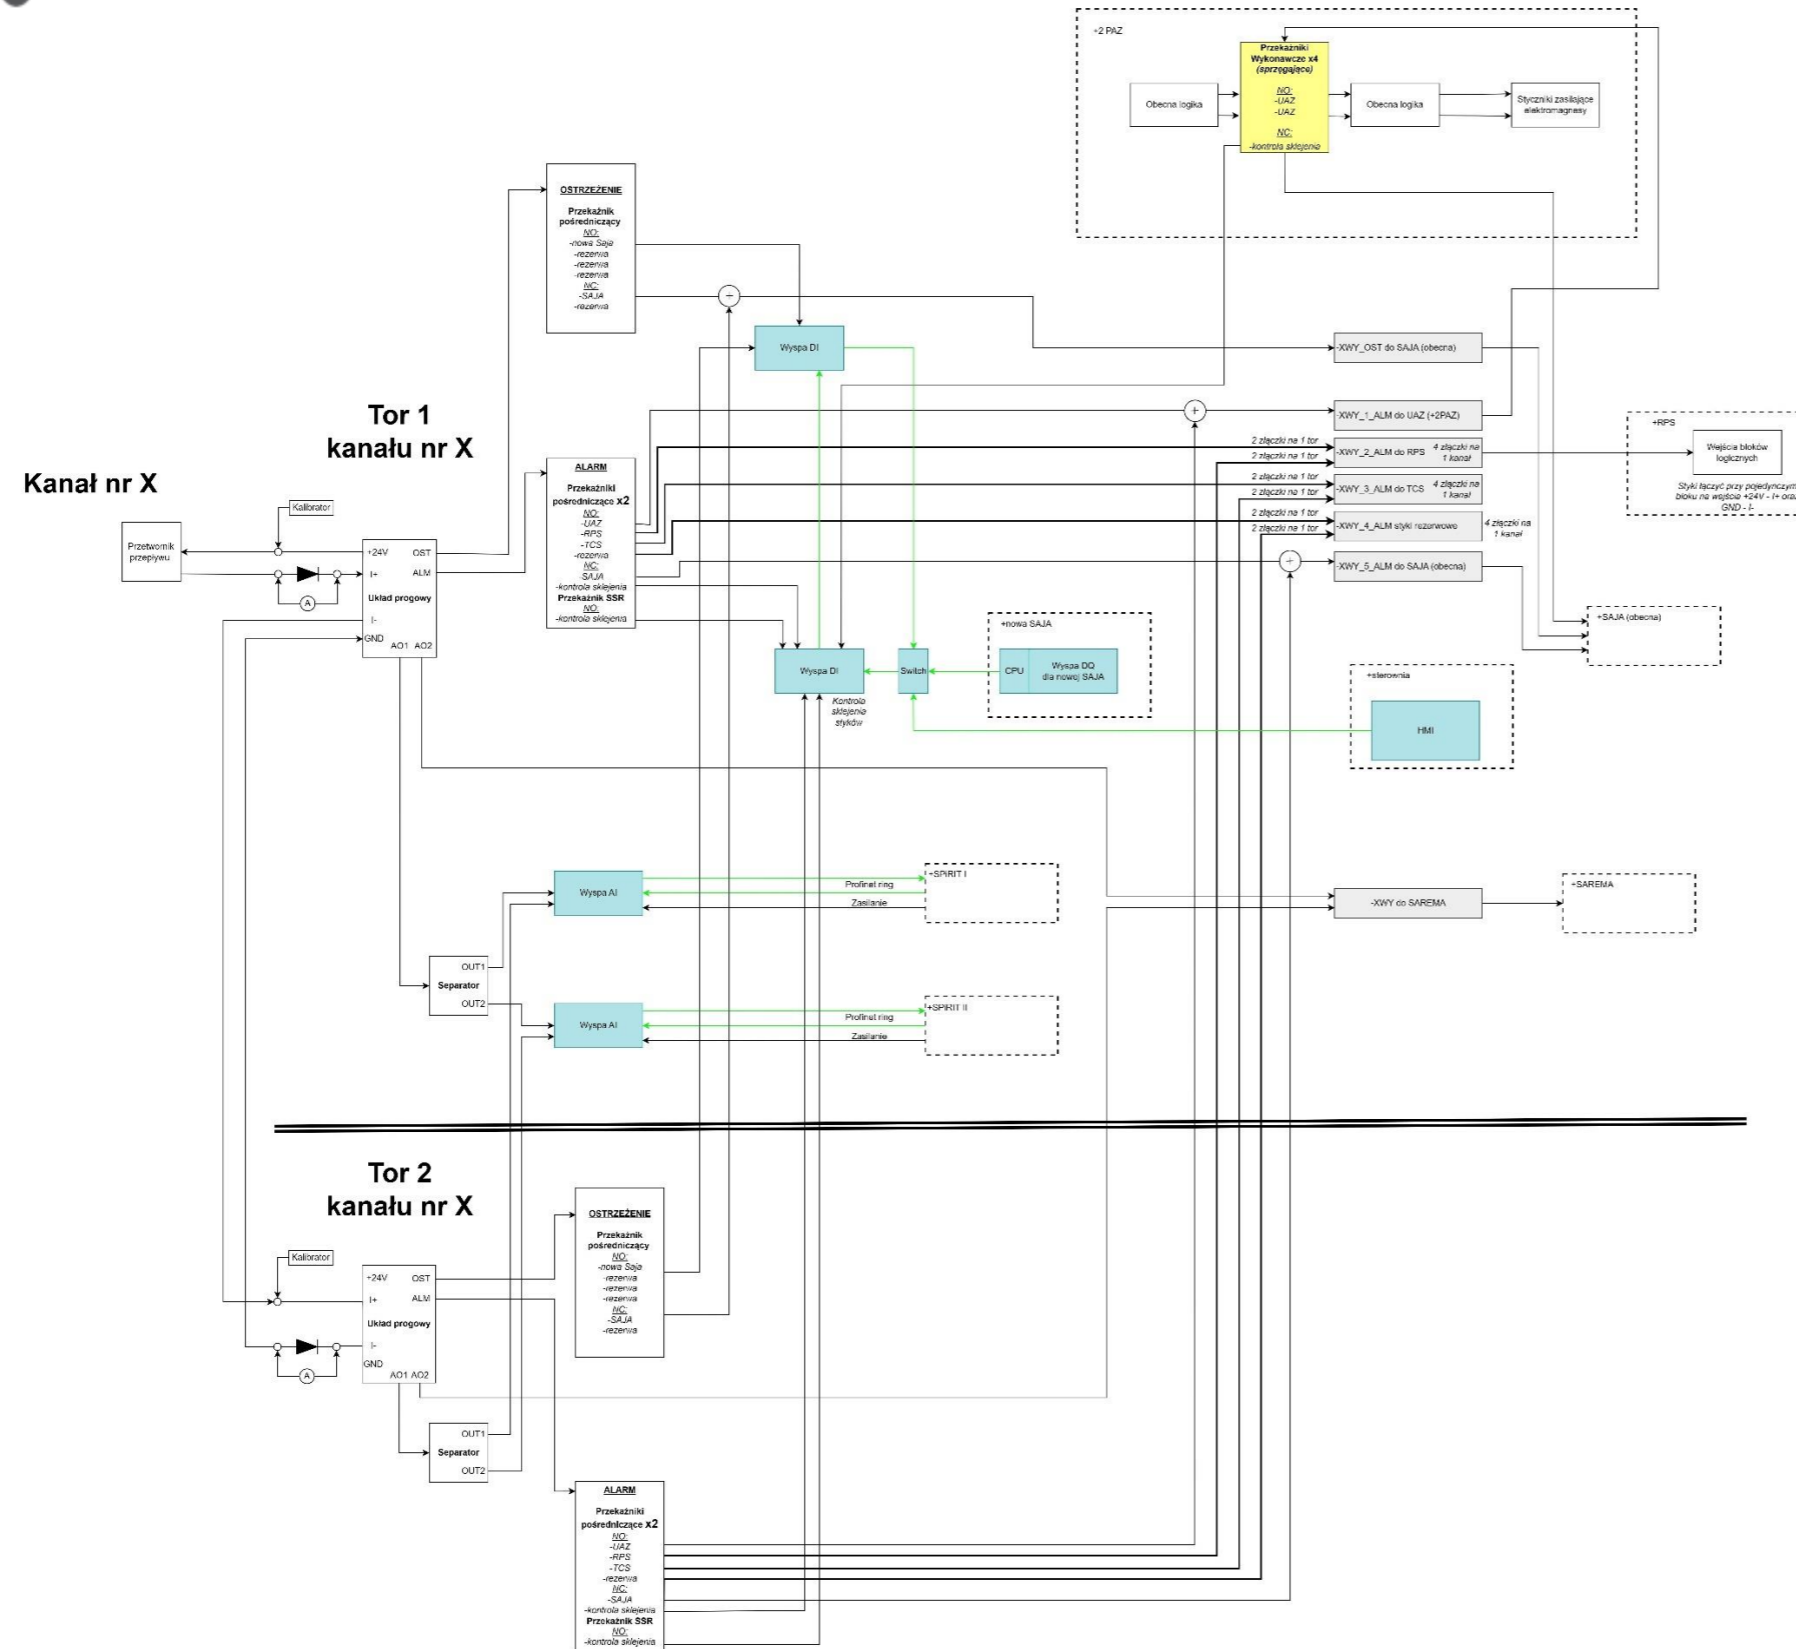 +2 PAZ
Przekaźniki
Wykonawcze x4
(sprzęgające)
NO:
-UAZ
-UAZ
NC:
-kontrola sklejenia
Obecna logika
Obecna logika
Styczniki zasilające
elektromagnesy
OSTRZEŻENIE
Przekaźnik
pośredniczący
NO:
-nowa Saja
-rezerwa
-rezerwa
-rezerwa
NC:
-SAJA
-rezerwa
+
Wyspa DI
-XWY_OST do SAJA (obecna)
Tor 1
kanału nr X
Kanał nr X
+
-XWY_1_ALM do UAZ (+2PAZ)
2 złączki na 1 tor
2 złączki na 1 tor
-XWY_2_ALM do RPS
4 złączki na
1 kanał
2 złączki na 1 tor
2 złączki na 1 tor
-XWY_3_ALM do TCS
4 złączki na
1 kanał
2 złączki na 1 tor
2 złączki na 1 tor
-XWY_4_ALM styki rezerwowe
4 złączki na
1 kanał
+
-XWY_5_ALM do SAJA (obecna)
+RPS
Wejścia bloków
logicznych
Styki łączyć przy pojedynczym
bloku na wejścia +24V - I+ oraz
GND - I-
ALARM
Przekaźniki
pośredniczące x2
NO:
-UAZ
-RPS
-TCS
-rezerwa
NC:
-SAJA
-kontrola sklejenia
Przekaźnik SSR
NO:
-kontrola sklejenia
Kalibrator
Przetwornik
przepływu
A
+24V
OST
I+
ALM
Układ progowy
I-
GND
AO1 AO2
+nowa SAJA
CPU
Wyspa DQ
dla nowej SAJA
Wyspa DI
Switch
Kontrola
sklejenia
styków
+SAJA (obecna)
+sterownia
HMI
Wyspa AI
Profinet ring
Zasilanie
+SPIRIT I
-XWY do SAREMA
+SAREMA
OUT1
Separator
OUT2
Wyspa AI
Profinet ring
Zasilanie
+SPIRIT II
Tor 2
kanału nr X
OSTRZEŻENIE
Przekaźnik
pośredniczący
NO:
-nowa Saja
-rezerwa
-rezerwa
-rezerwa
NC:
-SAJA
-rezerwa
Kalibrator
+24V
OST
I+
ALM
Układ progowy
I-
GND
AO1 AO2
A
OUT1
Separator
OUT2
ALARM
Przekaźniki
pośredniczące x2
NO:
-UAZ
-RPS
-TCS
-rezerwa
NC:
-SAJA
-kontrola sklejenia
Przekaźnik SSR
NO:
-kontrola sklejenia